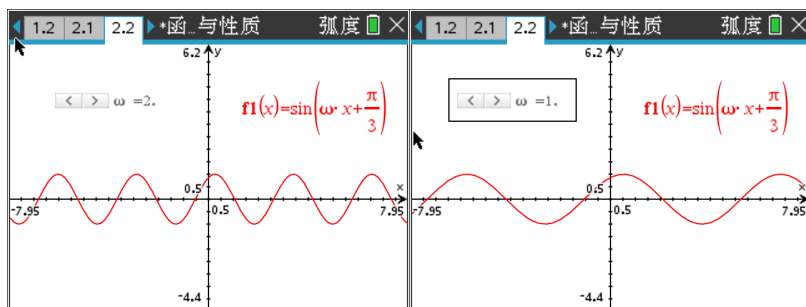 1.2 2.1 2.2 *函…与性质 弧度
6.2 y
< > ω =2.
f1(x)=sin(ω· x+π/3)
0.5 x
-7.95 0.5 7.95
-4.4
1.2 2.1 2.2 *函…与性质 弧度
6.2 y
< > ω =1.
f1(x)=sin(ω· x+π/3)
0.5 x
-7.95 0.5 7.95
-4.4